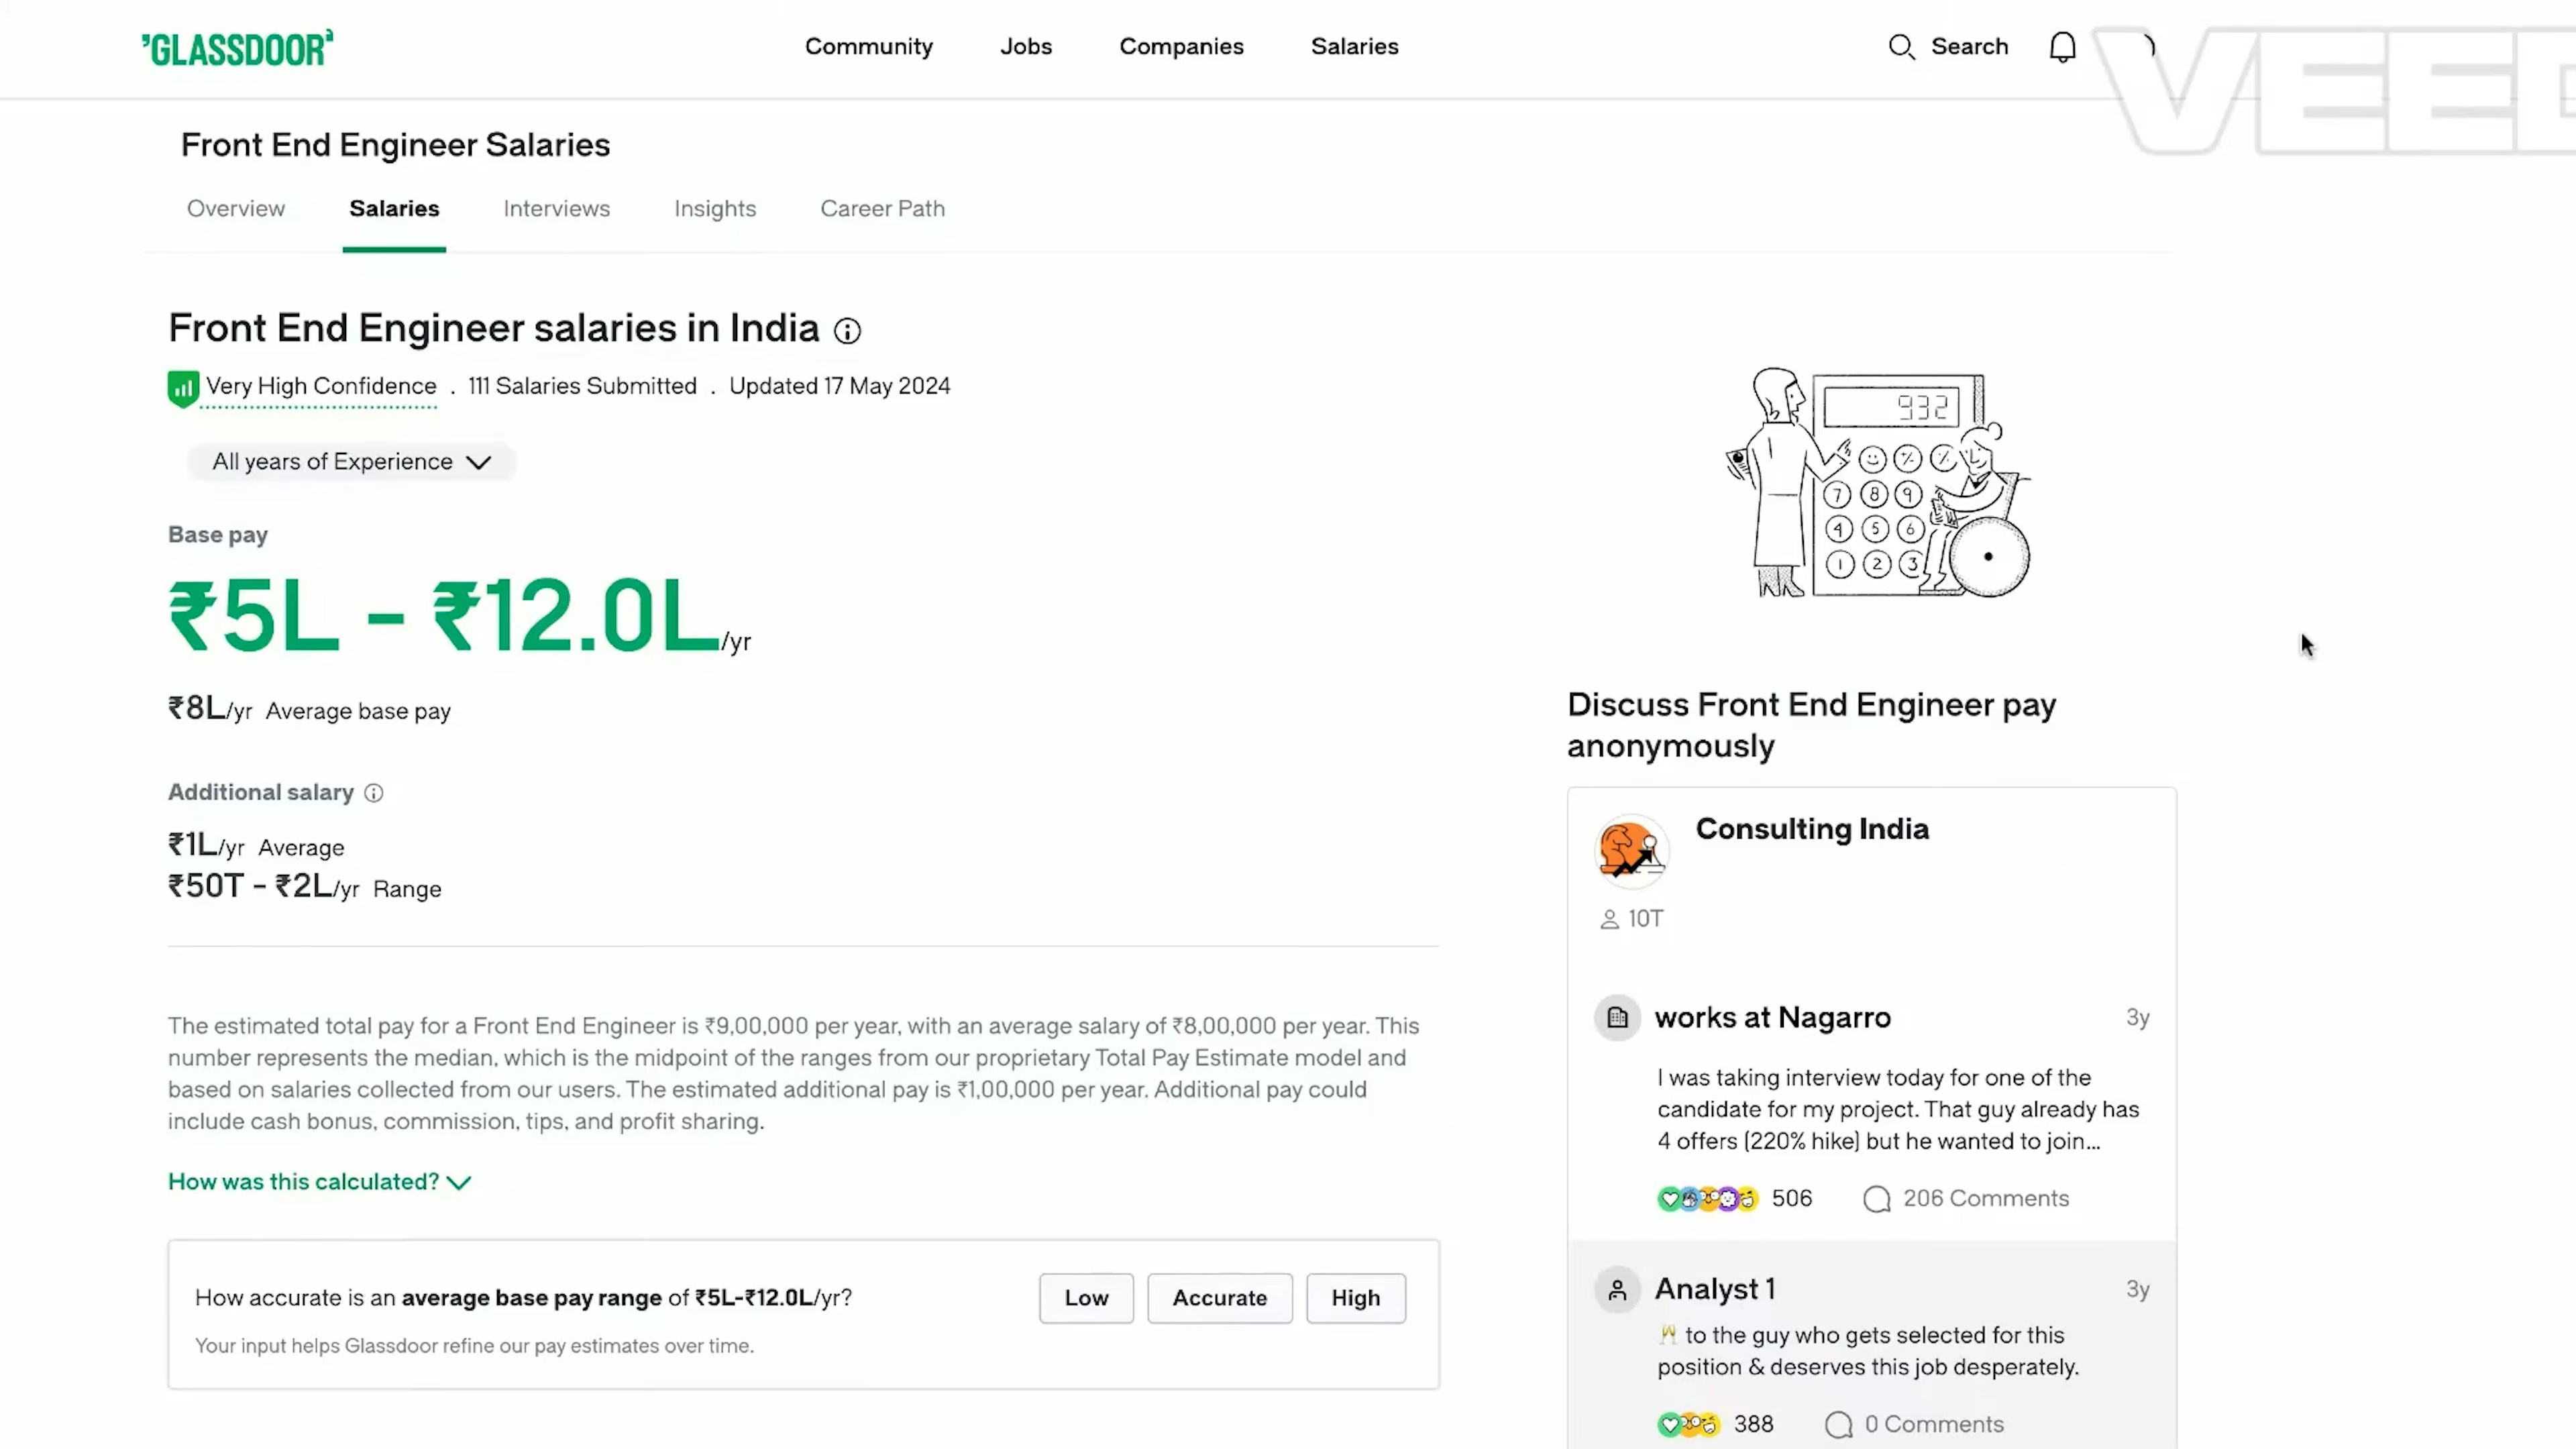 GLASSDOOR
Community Jobs Companies Salaries Search
VEED
Front End Engineer Salaries
Overview Salaries Interviews Insights Career Path
Front End Engineer salaries in India
Very High Confidence . 111 Salaries Submitted . Updated 17 May 2024
All years of Experience
Base pay
₹5L - ₹12.0L/yr
₹8L/yr Average base pay
Additional salary
₹1L/yr Average
₹50T - ₹2L/yr Range
The estimated total pay for a Front End Engineer is ₹9,00,000 per year, with an average salary of ₹8,00,000 per year. This
number represents the median, which is the midpoint of the ranges from our proprietary Total Pay Estimate model and
based on salaries collected from our users. The estimated additional pay is ₹1,00,000 per year. Additional pay could
include cash bonus, commission, tips, and profit sharing.
How was this calculated?
How accurate is an average base pay range of ₹5L-₹12.0L/yr?
Low Accurate High
Your input helps Glassdoor refine our pay estimates over time.
932
% %
7 8 9
4 5 6
1 2 3
Discuss Front End Engineer pay
anonymously
Consulting India
10T
works at Nagarro 3y
I was taking interview today for one of the
candidate for my project. That guy already has
4 offers (220% hike) but he wanted to join...
506 206 Comments
Analyst 1 3y
🥂 to the guy who gets selected for this
position & deserves this job desperately.
388 0 Comments